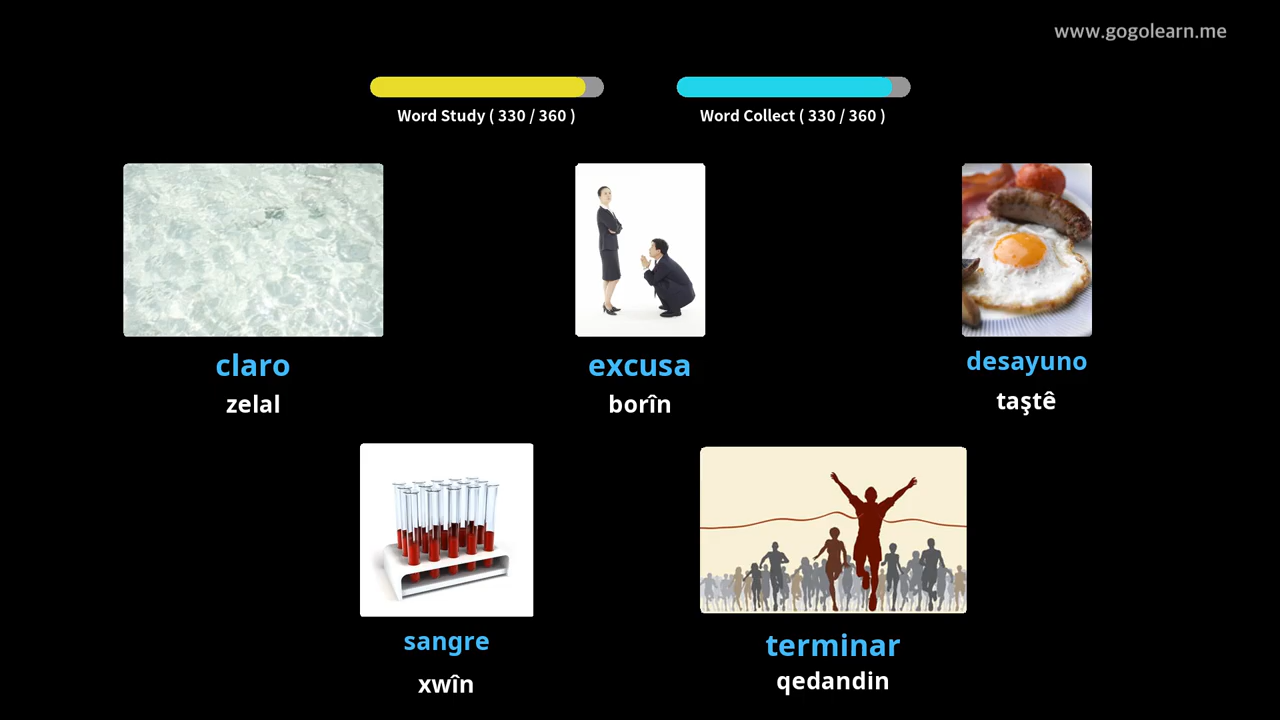 www.gogolearn.me
Word Study ( 330 / 360 )
Word Collect ( 330 / 360 )
claro
zelal
excusa
borîn
desayuno
taştê
sangre
xwîn
terminar
qedandin